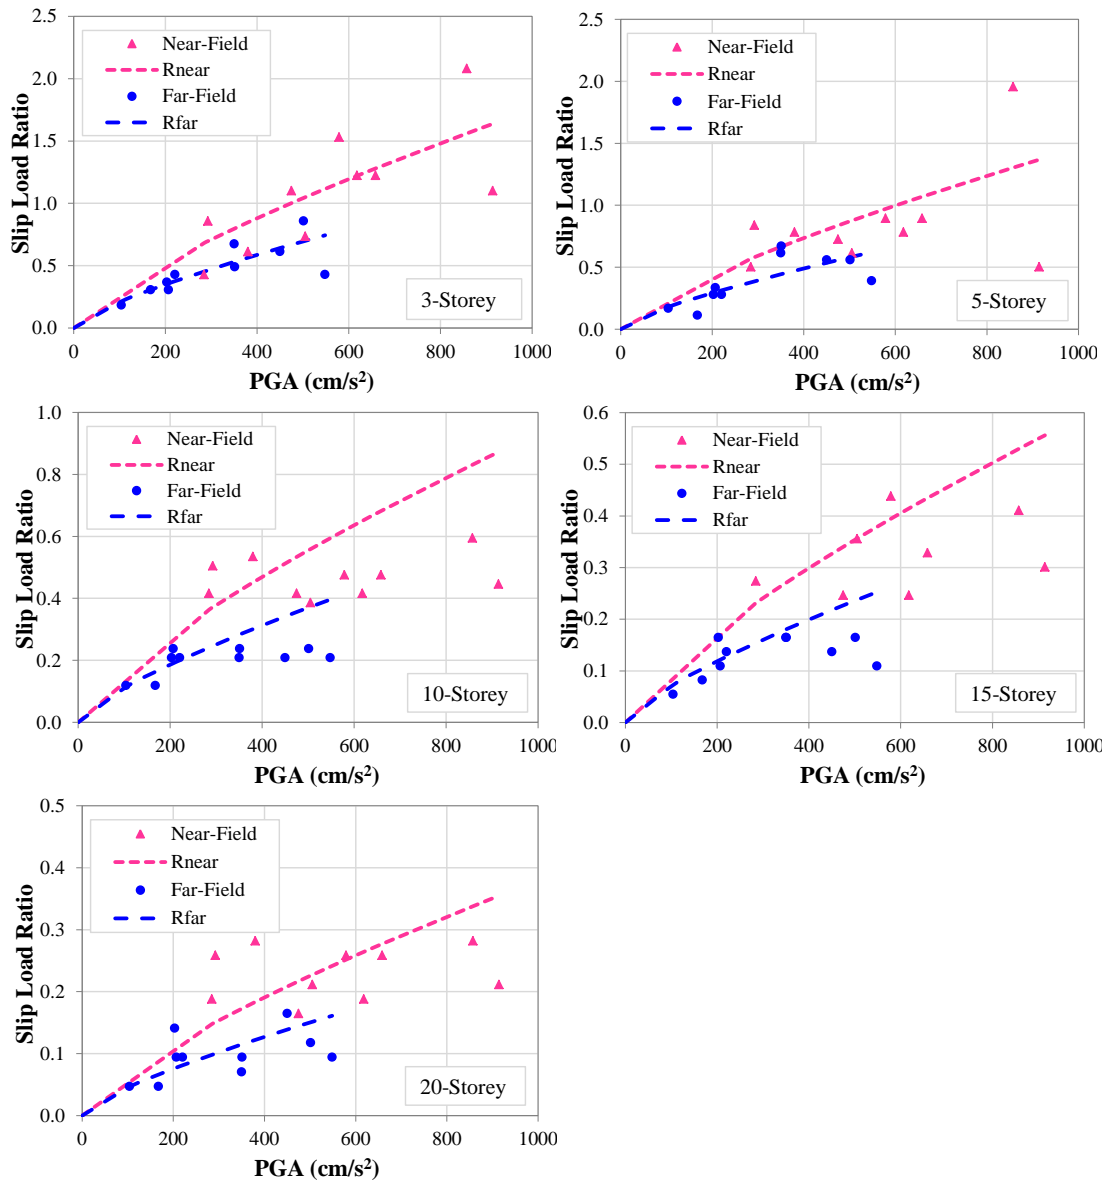 2.5
2.0
1.5
1.0
0.5
0.0
Slip Load Ratio
Near-Field
Rnear
Far-Field
Rfar
3-Storey
0 200 400 600 800 1000
PGA (cm/s²)
2.5
2.0
1.5
1.0
0.5
0.0
Slip Load Ratio
Near-Field
Rnear
Far-Field
Rfar
5-Storey
0 200 400 600 800 1000
PGA (cm/s²)
1.0
0.8
0.6
0.4
0.2
0.0
Slip Load Ratio
Near-Field
Rnear
Far-Field
Rfar
10-Storey
0 200 400 600 800 1000
PGA (cm/s²)
0.6
0.5
0.4
0.3
0.2
0.1
0.0
Slip Load Ratio
Near-Field
Rnear
Far-Field
Rfar
15-Storey
0 200 400 600 800 1000
PGA (cm/s²)
0.5
0.4
0.3
0.2
0.1
0.0
Slip Load Ratio
Near-Field
Rnear
Far-Field
Rfar
20-Storey
0 200 400 600 800 1000
PGA (cm/s²)